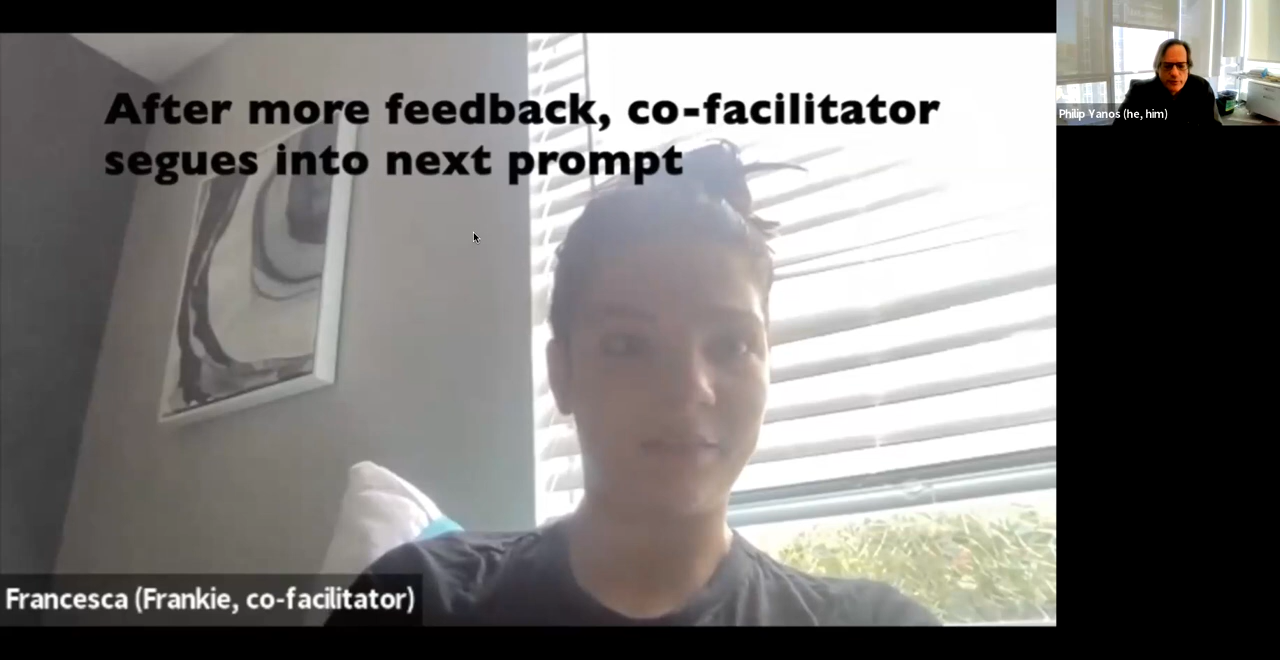 After more feedback, co-facilitator
segues into next prompt
Philip Yanos (he, him)
Francesca (Frankie, co-facilitator)